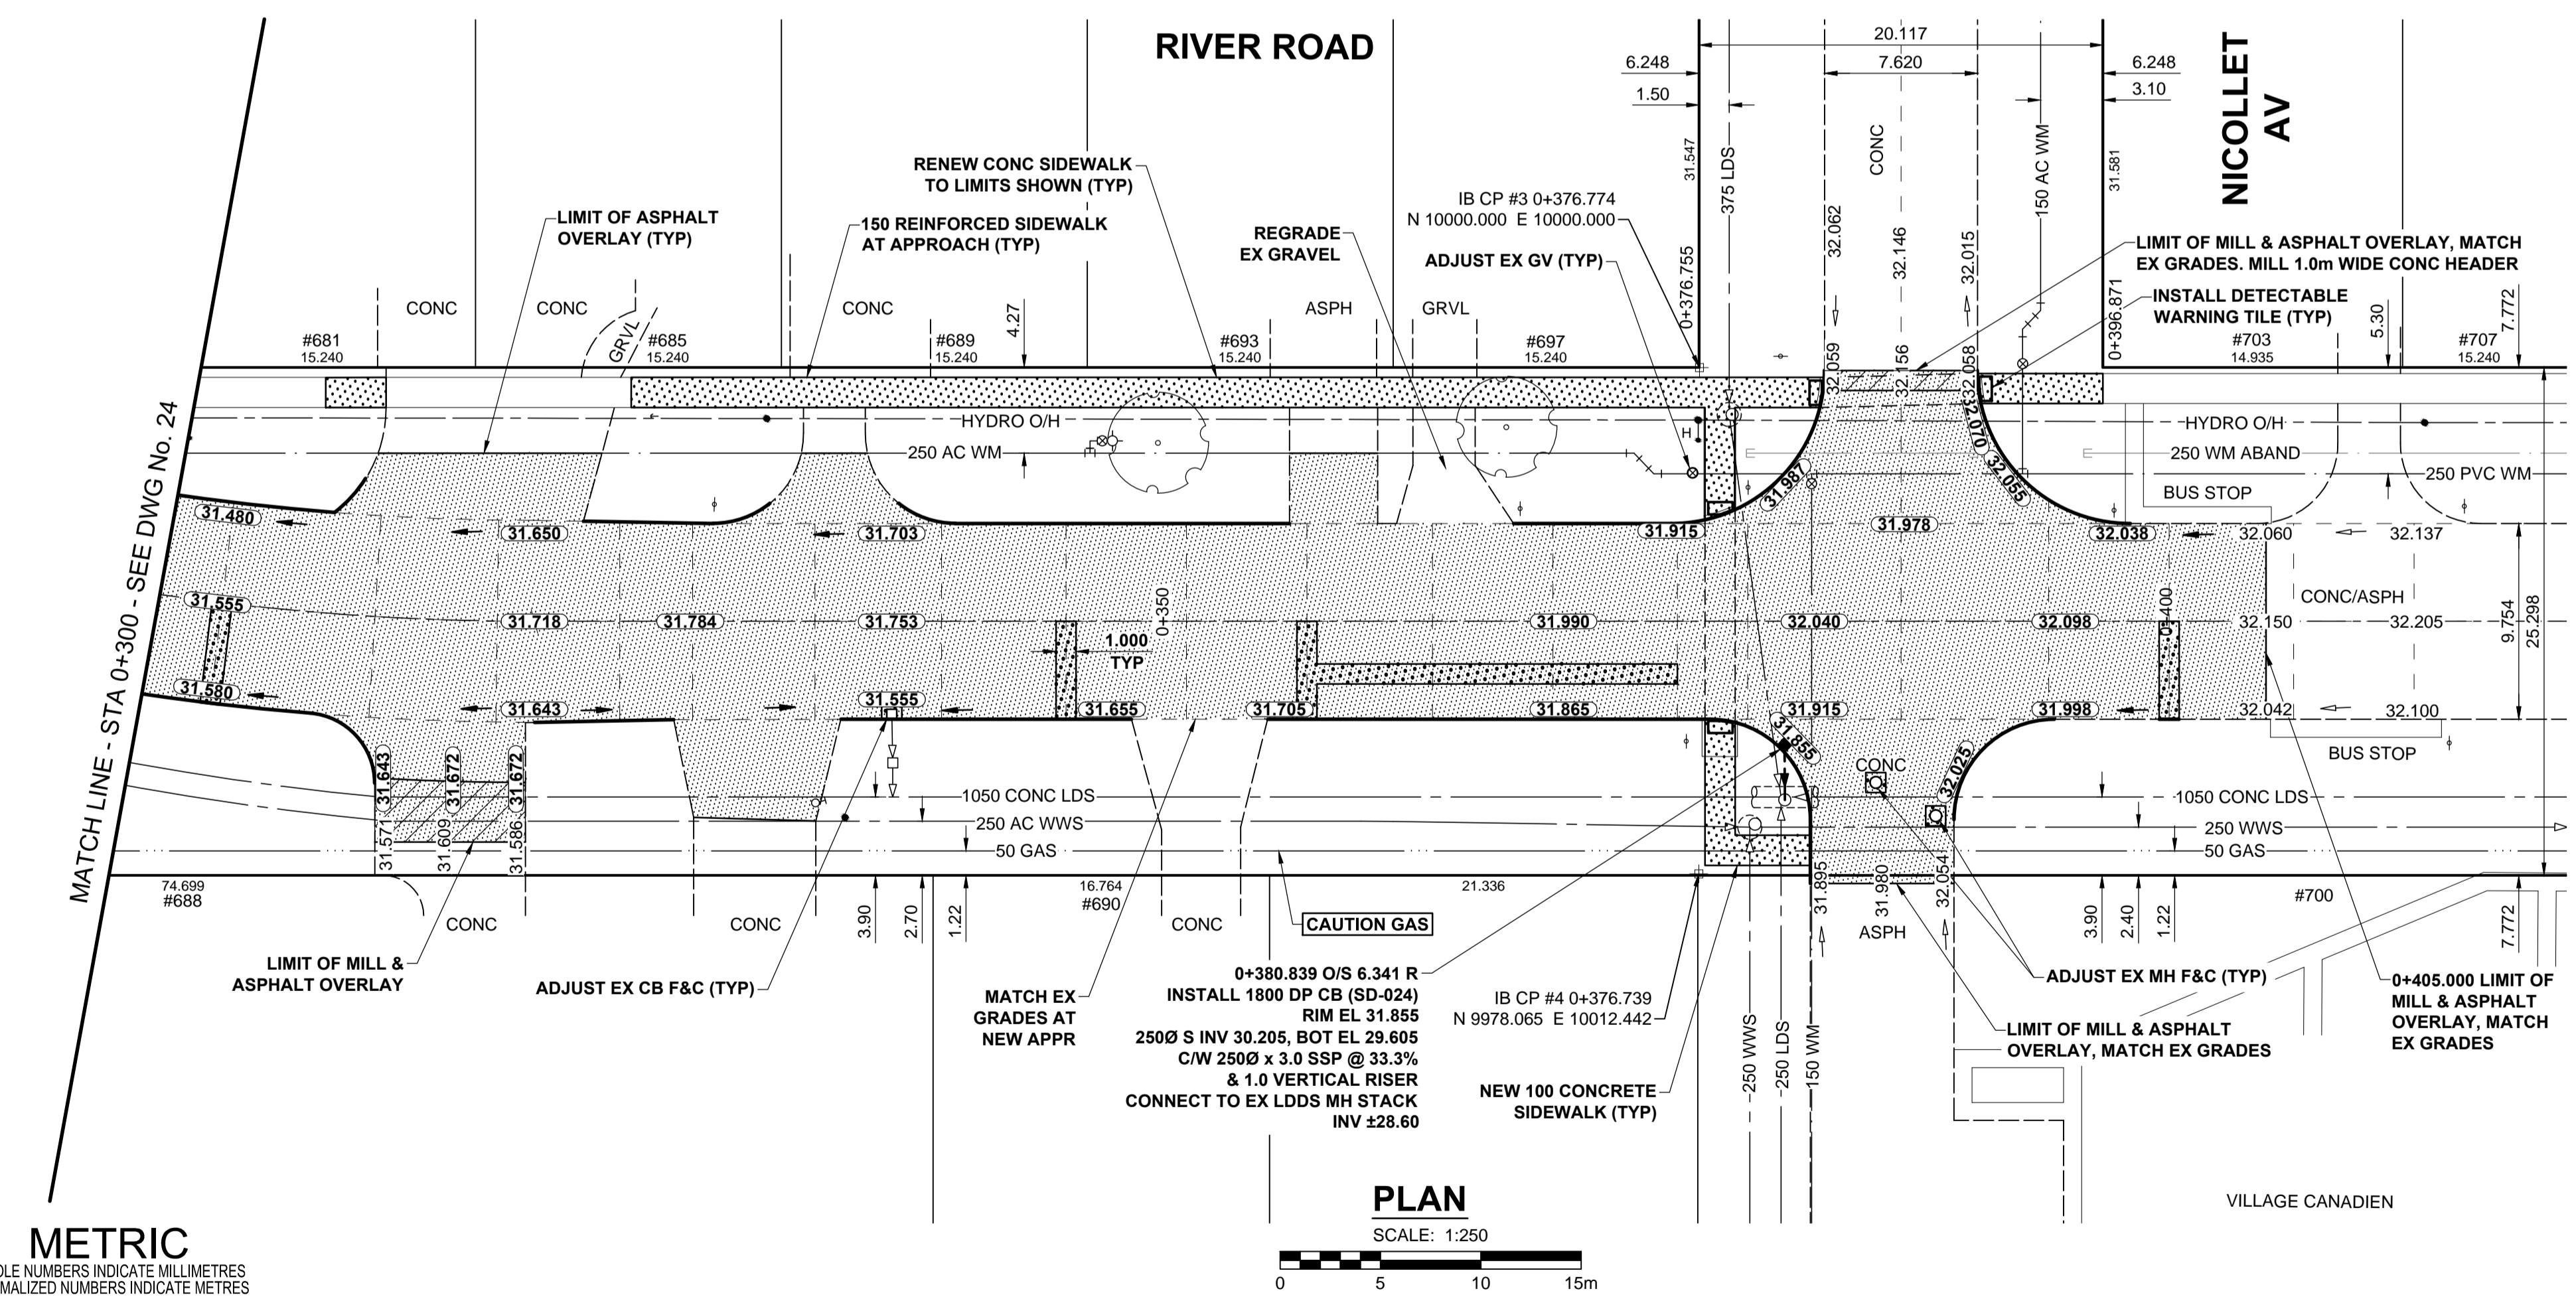 RIVER ROAD
NICOLLET
AV
20.117
6.248
7.620
6.248
1.50
3.10
31.547
375 LDS
CONC
150 AC WM
31.581
RENEW CONC SIDEWALK
TO LIMITS SHOWN (TYP)
LIMIT OF ASPHALT
OVERLAY (TYP)
150 REINFORCED SIDEWALK
AT APPROACH (TYP)
REGRADE
EX GRAVEL
IB CP #3 0+376.774
N 10000.000 E 10000.000
ADJUST EX GV (TYP)
0+376.755
32.062
32.146
32.015
LIMIT OF MILL & ASPHALT OVERLAY, MATCH
EX GRADES. MILL 1.0m WIDE CONC HEADER
INSTALL DETECTABLE
WARNING TILE (TYP)
0+396.871
5.30
7.772
CONC
CONC
GRVL
CONC
4.27
ASPH
GRVL
#681
15.240
#685
15.240
#689
15.240
#693
15.240
#697
15.240
#703
14.935
#707
15.240
32.059
32.156
32.058
HYDRO O/H
250 AC WM
H
HYDRO O/H
250 WM ABAND
250 PVC WM
BUS STOP
31.987
32.070
32.055
31.480
31.650
31.703
31.915
31.978
32.038
32.060
32.137
31.555
31.718
31.784
31.753
0+350
31.990
32.040
32.098
0+400
32.150
32.205
CONC/ASPH
9.754
25.298
1.000
TYP
31.580
31.643
31.555
31.655
31.705
31.865
31.915
31.998
32.042
32.100
BUS STOP
31.855
CONC
32.025
31.643
31.672
31.672
31.571
31.609
31.586
1050 CONC LDS
250 AC WWS
50 GAS
1050 CONC LDS
250 WWS
50 GAS
31.895
31.980
32.054
ASPH
MATCH LINE - STA 0+300 - SEE DWG No. 24
74.699
#688
CONC
CONC
3.90
2.70
1.22
16.764
#690
CONC
21.336
CAUTION GAS
3.90
2.40
1.22
#700
7.772
LIMIT OF MILL &
ASPHALT OVERLAY
ADJUST EX CB F&C (TYP)
MATCH EX
GRADES AT
NEW APPR
0+380.839 O/S 6.341 R
INSTALL 1800 DP CB (SD-024)
RIM EL 31.855
250Ø S INV 30.205, BOT EL 29.605
C/W 250Ø x 3.0 SSP @ 33.3%
& 1.0 VERTICAL RISER
CONNECT TO EX LDDS MH STACK
INV ±28.60
IB CP #4 0+376.739
N 9978.065 E 10012.442
NEW 100 CONCRETE
SIDEWALK (TYP)
250 WWS
250 LDS
150 WM
ADJUST EX MH F&C (TYP)
LIMIT OF MILL & ASPHALT
OVERLAY, MATCH EX GRADES
0+405.000 LIMIT OF
MILL & ASPHALT
OVERLAY, MATCH
EX GRADES
VILLAGE CANADIEN
PLAN
SCALE: 1:250
0 5 10 15m
METRIC
OLE NUMBERS INDICATE MILLIMETRES
MALIZED NUMBERS INDICATE METRES